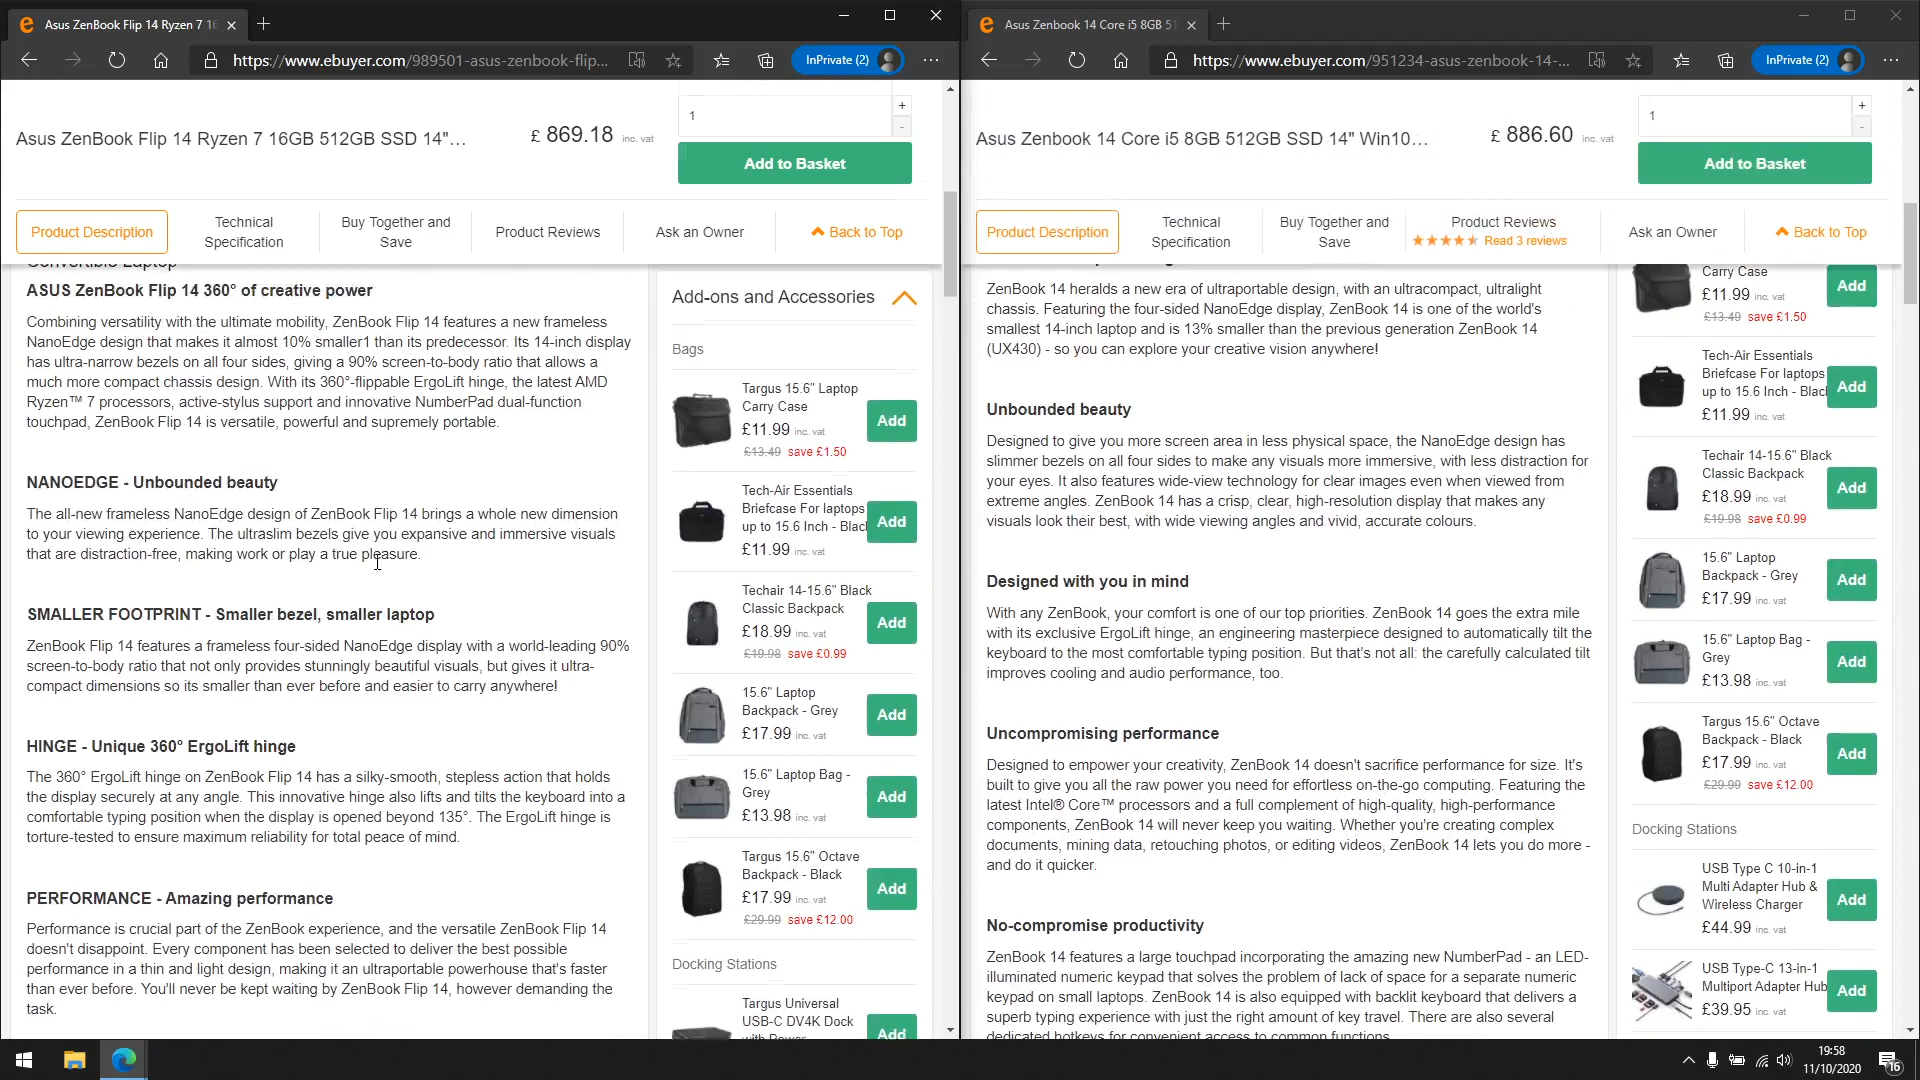 Asus ZenBook Flip 14 Ryzen 7 16
https://www.ebuyer.com/989501-asus-zenbook-flip...
InPrivate (2)
Asus ZenBook Flip 14 Ryzen 7 16GB 512GB SSD 14"...
£ 869.18 inc. vat
1
+
-
Add to Basket
Product Description
Technical
Specification
Buy Together and
Save
Product Reviews
Ask an Owner
Back to Top
Convertible Laptop
ASUS ZenBook Flip 14 360° of creative power
Combining versatility with the ultimate mobility, ZenBook Flip 14 features a new frameless
NanoEdge design that makes it almost 10% smaller1 than its predecessor. Its 14-inch display
has ultra-narrow bezels on all four sides, giving a 90% screen-to-body ratio that allows a
much more compact chassis design. With its 360°-flippable ErgoLift hinge, the latest AMD
Ryzen™ 7 processors, active-stylus support and innovative NumberPad dual-function
touchpad, ZenBook Flip 14 is versatile, powerful and supremely portable.
NANOEDGE - Unbounded beauty
The all-new frameless NanoEdge design of ZenBook Flip 14 brings a whole new dimension
to your viewing experience. The ultraslim bezels give you expansive and immersive visuals
that are distraction-free, making work or play a true pleasure.
SMALLER FOOTPRINT - Smaller bezel, smaller laptop
ZenBook Flip 14 features a frameless four-sided NanoEdge display with a world-leading 90%
screen-to-body ratio that not only provides stunningly beautiful visuals, but gives it ultra-
compact dimensions so its smaller than ever before and easier to carry anywhere!
HINGE - Unique 360° ErgoLift hinge
The 360° ErgoLift hinge on ZenBook Flip 14 has a silky-smooth, stepless action that holds
the display securely at any angle. This innovative hinge also lifts and tilts the keyboard into a
comfortable typing position when the display is opened beyond 135°. The ErgoLift hinge is
torture-tested to ensure maximum reliability for total peace of mind.
PERFORMANCE - Amazing performance
Performance is crucial part of the ZenBook experience, and the versatile ZenBook Flip 14
doesn't disappoint. Every component has been selected to deliver the best possible
performance in a thin and light design, making it an ultraportable powerhouse that's faster
than ever before. You'll never be kept waiting by ZenBook Flip 14, however demanding the
task.
Add-ons and Accessories
Bags
Targus 15.6" Laptop
Carry Case
£11.99 inc. vat
£13.49 save £1.50
Add
Tech-Air Essentials
Briefcase For laptops
up to 15.6 Inch - Black
£11.99 inc. vat
Add
Techair 14-15.6" Black
Classic Backpack
£18.99 inc. vat
£19.98 save £0.99
Add
15.6" Laptop
Backpack - Grey
£17.99 inc. vat
Add
15.6" Laptop Bag -
Grey
£13.98 inc. vat
Add
Targus 15.6" Octave
Backpack - Black
£17.99 inc. vat
£29.99 save £12.00
Add
Docking Stations
Targus Universal
USB-C DV4K Dock
with Power
Add
Asus Zenbook 14 Core i5 8GB 51
https://www.ebuyer.com/951234-asus-zenbook-14-...
InPrivate (2)
Asus Zenbook 14 Core i5 8GB 512GB SSD 14" Win10...
£ 886.60 inc. vat
1
+
-
Add to Basket
Product Description
Technical
Specification
Buy Together and
Save
Product Reviews
Read 3 reviews
Ask an Owner
Back to Top
ZenBook 14 heralds a new era of ultraportable design, with an ultracompact, ultralight
chassis. Featuring the four-sided NanoEdge display, ZenBook 14 is one of the world's
smallest 14-inch laptop and is 13% smaller than the previous generation ZenBook 14
(UX430) - so you can explore your creative vision anywhere!
Unbounded beauty
Designed to give you more screen area in less physical space, the NanoEdge design has
slimmer bezels on all four sides to make any visuals more immersive, with less distraction for
your eyes. It also features wide-view technology for clear images even when viewed from
extreme angles. ZenBook 14 has a crisp, clear, high-resolution display that makes any
visuals look their best, with wide viewing angles and vivid, accurate colours.
Designed with you in mind
With any ZenBook, your comfort is one of our top priorities. ZenBook 14 goes the extra mile
with its exclusive ErgoLift hinge, an engineering masterpiece designed to automatically tilt the
keyboard to the most comfortable typing position. But that's not all: the carefully calculated tilt
improves cooling and audio performance, too.
Uncompromising performance
Designed to empower your creativity, ZenBook 14 doesn't sacrifice performance for size. It's
built to give you all the raw power you need for effortless on-the-go computing. Featuring the
latest Intel® Core™ processors and a full complement of high-quality, high-performance
components, ZenBook 14 will never keep you waiting. Whether you're creating complex
documents, mining data, retouching photos, or editing videos, ZenBook 14 lets you do more -
and do it quicker.
No-compromise productivity
ZenBook 14 features a large touchpad incorporating the amazing new NumberPad - an LED-
illuminated numeric keypad that solves the problem of lack of space for a separate numeric
keypad on small laptops. ZenBook 14 is also equipped with backlit keyboard that delivers a
superb typing experience with just the right amount of key travel. There are also several
dedicated hotkeys for convenient access to common functions.
Carry Case
£11.99 inc. vat
£13.49 save £1.50
Add
Tech-Air Essentials
Briefcase For laptops
up to 15.6 Inch - Black
£11.99 inc. vat
Add
Techair 14-15.6" Black
Classic Backpack
£18.99 inc. vat
£19.98 save £0.99
Add
15.6" Laptop
Backpack - Grey
£17.99 inc. vat
Add
15.6" Laptop Bag -
Grey
£13.98 inc. vat
Add
Targus 15.6" Octave
Backpack - Black
£17.99 inc. vat
£29.99 save £12.00
Add
Docking Stations
USB Type C 10-in-1
Multi Adapter Hub &
Wireless Charger
£44.99 inc. vat
Add
USB Type-C 13-in-1
Multiport Adapter Hub
£39.95 inc. vat
Add
19:58
11/10/2020
16